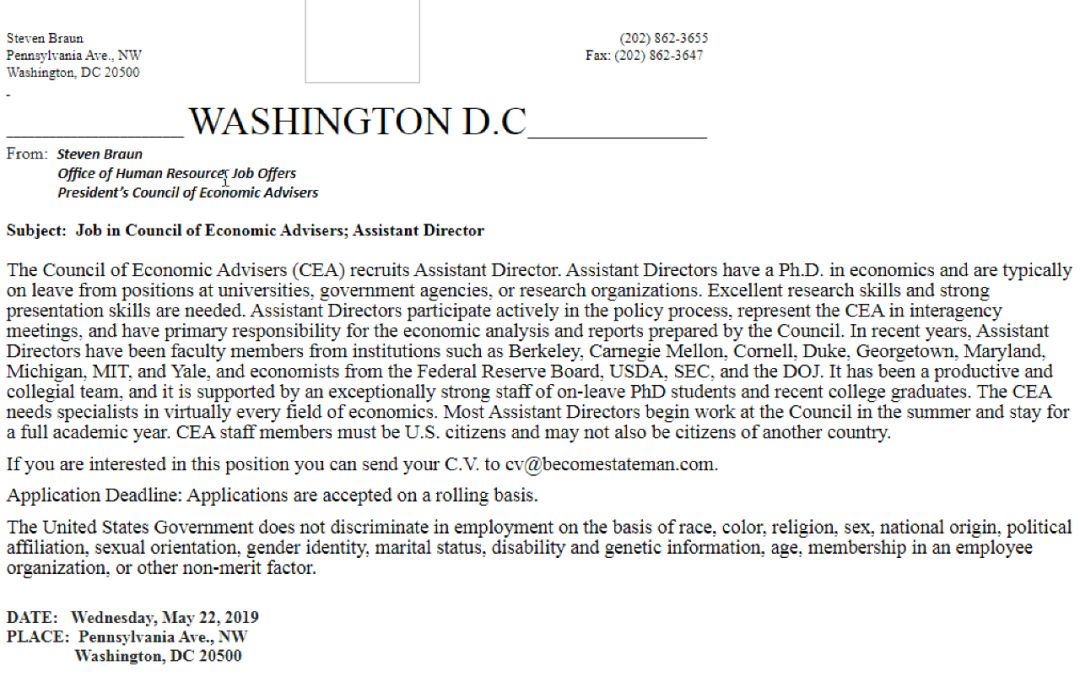 Steven Braun
(202) 862-3655
Pennsylvania Ave., NW
Fax: (202) 862-3647
Washington, DC 20500
-
____________________ WASHINGTON D.C____________________
From: Steven Braun
Office of Human Resources Job Offers
President's Council of Economic Advisers
Subject: Job in Council of Economic Advisers; Assistant Director
The Council of Economic Advisers (CEA) recruits Assistant Director. Assistant Directors have a Ph.D. in economics and are typically
on leave from positions at universities, government agencies, or research organizations. Excellent research skills and strong
presentation skills are needed. Assistant Directors participate actively in the policy process, represent the CEA in interagency
meetings, and have primary responsibility for the economic analysis and reports prepared by the Council. In recent years, Assistant
Directors have been faculty members from institutions such as Berkeley, Carnegie Mellon, Cornell, Duke, Georgetown, Maryland,
Michigan, MIT, and Yale, and economists from the Federal Reserve Board, USDA, SEC, and the DOJ. It has been a productive and
collegial team, and it is supported by an exceptionally strong staff of on-leave PhD students and recent college graduates. The CEA
needs specialists in virtually every field of economics. Most Assistant Directors begin work at the Council in the summer and stay for
a full academic year. CEA staff members must be U.S. citizens and may not also be citizens of another country.
If you are interested in this position you can send your C.V. to cv@becomestateman.com.
Application Deadline: Applications are accepted on a rolling basis.
The United States Government does not discriminate in employment on the basis of race, color, religion, sex, national origin, political
affiliation, sexual orientation, gender identity, marital status, disability and genetic information, age, membership in an employee
organization, or other non-merit factor.
DATE: Wednesday, May 22, 2019
PLACE: Pennsylvania Ave., NW
Washington, DC 20500